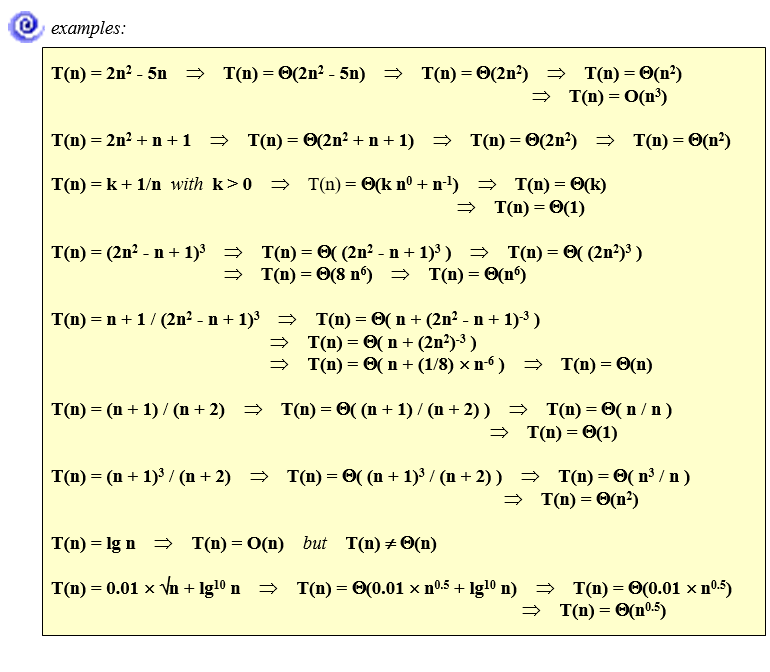 examples:
T(n) = 2n² - 5n ⇒ T(n) = Θ(2n² - 5n) ⇒ T(n) = Θ(2n²) ⇒ T(n) = Θ(n²)
⇒ T(n) = O(n³)
T(n) = 2n² + n + 1 ⇒ T(n) = Θ(2n² + n + 1) ⇒ T(n) = Θ(2n²) ⇒ T(n) = Θ(n²)
T(n) = k + 1/n with k > 0 ⇒ T(n) = Θ(k n⁰ + n⁻¹) ⇒ T(n) = Θ(k)
⇒ T(n) = Θ(1)
T(n) = (2n² - n + 1)³ ⇒ T(n) = Θ( (2n² - n + 1)³ ) ⇒ T(n) = Θ( (2n²)³ )
⇒ T(n) = Θ(8 n⁶) ⇒ T(n) = Θ(n⁶)
T(n) = n + 1 / (2n² - n + 1)³ ⇒ T(n) = Θ( n + (2n² - n + 1)⁻³ )
⇒ T(n) = Θ( n + (2n²)⁻³ )
⇒ T(n) = Θ( n + (1/8) × n⁻⁶ ) ⇒ T(n) = Θ(n)
T(n) = (n + 1) / (n + 2) ⇒ T(n) = Θ( (n + 1) / (n + 2) ) ⇒ T(n) = Θ( n / n )
⇒ T(n) = Θ(1)
T(n) = (n + 1)³ / (n + 2) ⇒ T(n) = Θ( (n + 1)³ / (n + 2) ) ⇒ T(n) = Θ( n³ / n )
⇒ T(n) = Θ(n²)
T(n) = lg n ⇒ T(n) = O(n) but T(n) ≠ Θ(n)
T(n) = 0.01 × √n + lg¹⁰ n ⇒ T(n) = Θ(0.01 × n⁰·⁵ + lg¹⁰ n) ⇒ T(n) = Θ(0.01 × n⁰·⁵)
⇒ T(n) = Θ(n⁰·⁵)